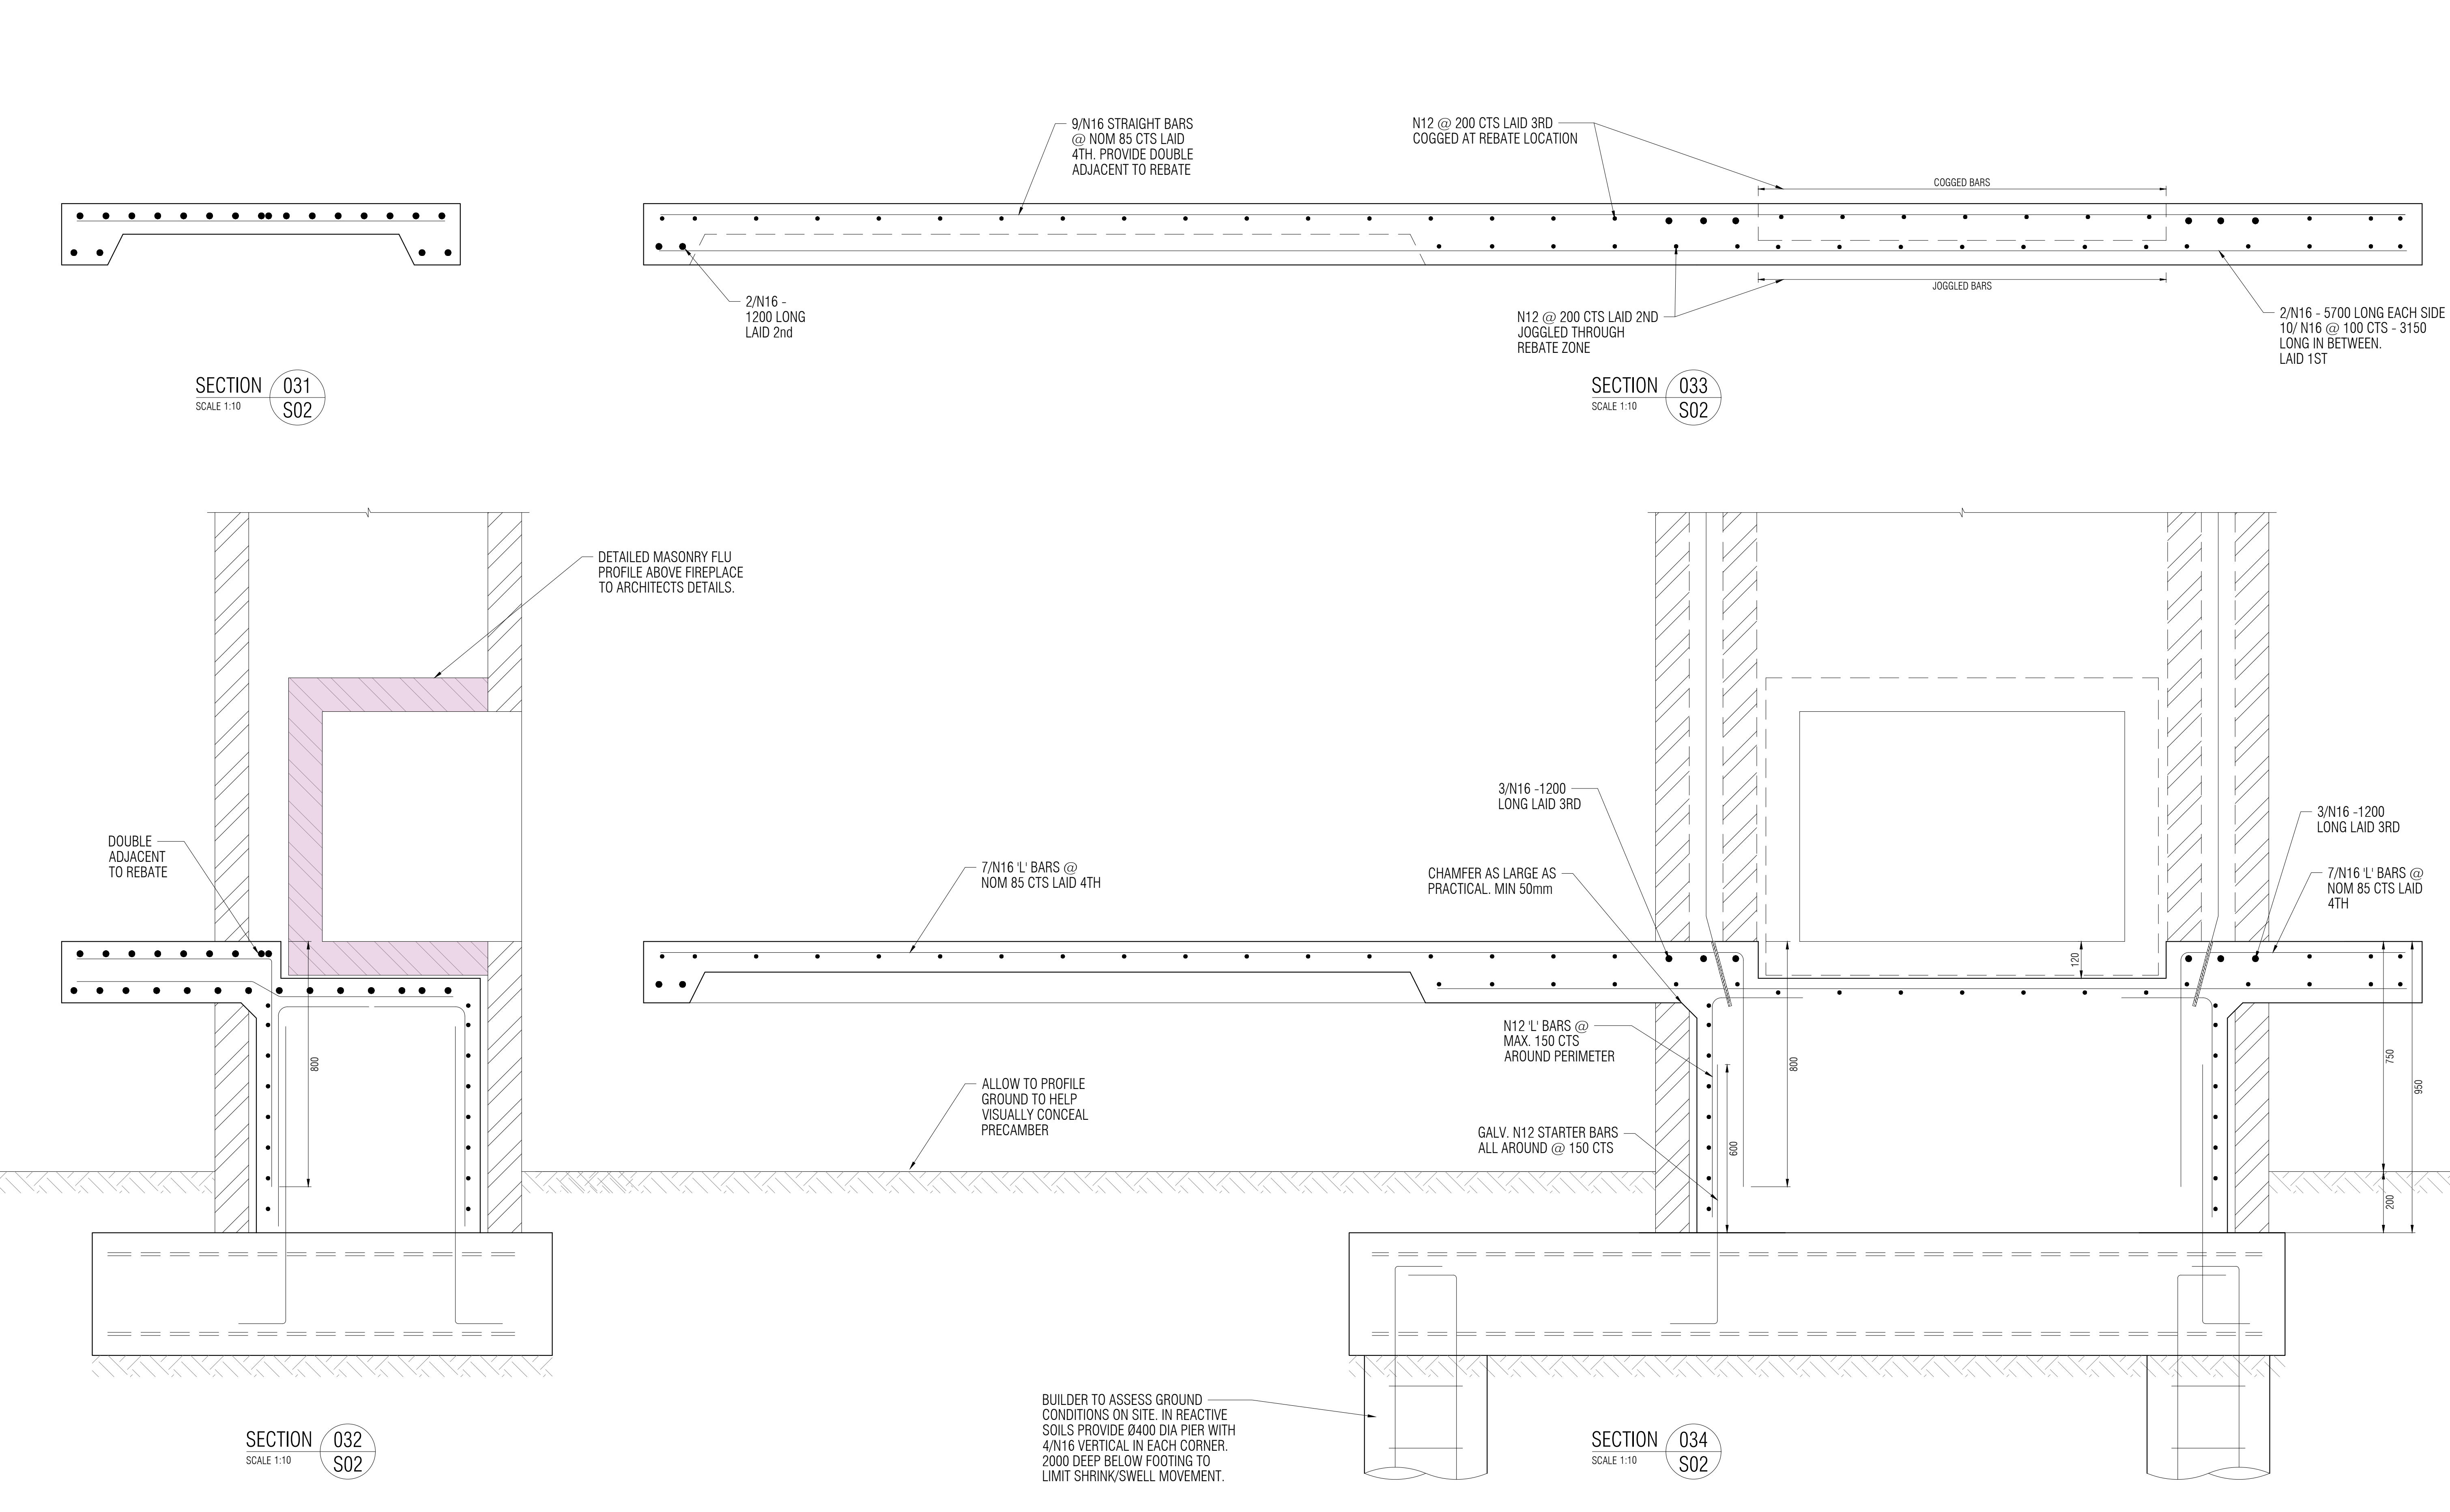 9/N16 STRAIGHT BARS
@ NOM 85 CTS LAID
4TH. PROVIDE DOUBLE
ADJACENT TO REBATE
N12 @ 200 CTS LAID 3RD
COGGED AT REBATE LOCATION
COGGED BARS
JOGGLED BARS
2/N16 -
1200 LONG
LAID 2nd
N12 @ 200 CTS LAID 2ND
JOGGLED THROUGH
REBATE ZONE
2/N16 - 5700 LONG EACH SIDE
10/ N16 @ 100 CTS - 3150
LONG IN BETWEEN.
LAID 1ST
SECTION
SCALE 1:10
031
S02
SECTION
SCALE 1:10
033
S02
DETAILED MASONRY FLU
PROFILE ABOVE FIREPLACE
TO ARCHITECTS DETAILS.
DOUBLE
ADJACENT
TO REBATE
800
7/N16 'L' BARS @
NOM 85 CTS LAID 4TH
3/N16 -1200
LONG LAID 3RD
CHAMFER AS LARGE AS
PRACTICAL. MIN 50mm
3/N16 -1200
LONG LAID 3RD
7/N16 'L' BARS @
NOM 85 CTS LAID
4TH
120
N12 'L' BARS @
MAX. 150 CTS
AROUND PERIMETER
800
750
950
ALLOW TO PROFILE
GROUND TO HELP
VISUALLY CONCEAL
PRECAMBER
GALV. N12 STARTER BARS
ALL AROUND @ 150 CTS
600
200
BUILDER TO ASSESS GROUND
CONDITIONS ON SITE. IN REACTIVE
SOILS PROVIDE Ø400 DIA PIER WITH
4/N16 VERTICAL IN EACH CORNER.
2000 DEEP BELOW FOOTING TO
LIMIT SHRINK/SWELL MOVEMENT.
SECTION
SCALE 1:10
032
S02
SECTION
SCALE 1:10
034
S02